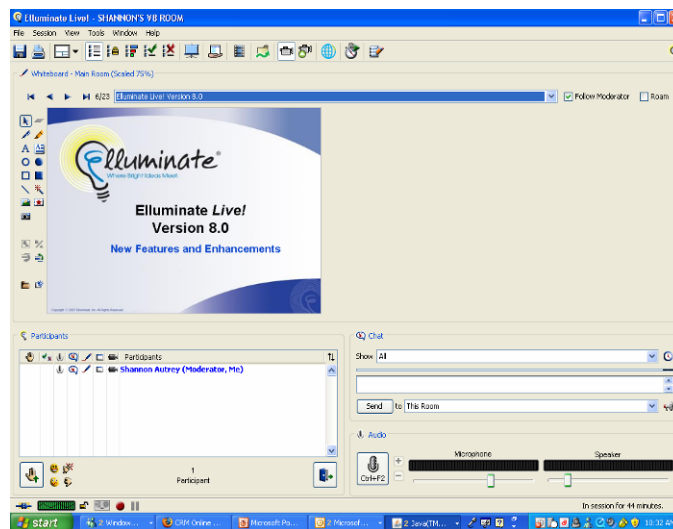 Elluminate Live! - SHANNON'S V8 ROOM
File Session View Tools Window Help
Whiteboard - Main Room (Scaled 75%)
6/23 Elluminate Live! Version 8.0 Follow Moderator Roam
elluminate
Where Bright Ideas Meet
Elluminate Live!
Version 8.0
New Features and Enhancements
Participants
Participants
Shannon Autrey (Moderator, Me)
1
Participant
Chat
Show All
Send to This Room
Audio
Microphone Speaker
Ctrl+F2
In session for 44 minutes.
start 2 Window... CRM Online ... Microsoft Po... 2 Microsof... 2 Java(TM... 10:32 AM